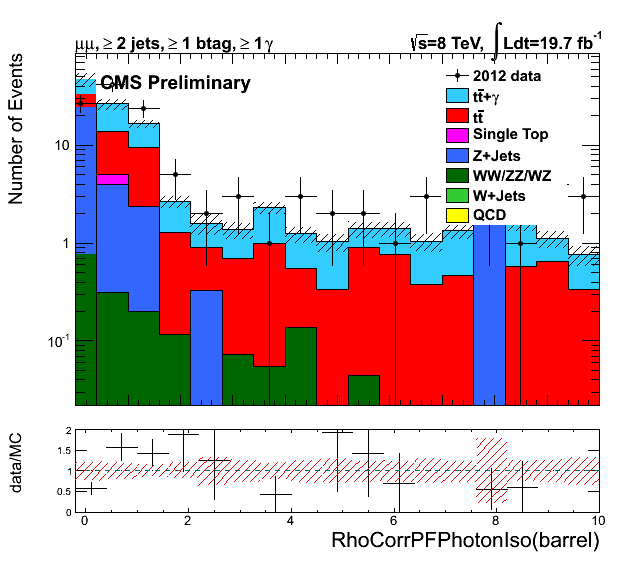 μμ, ≥ 2 jets, ≥ 1 btag, ≥ 1 γ
√s=8 TeV, ∫Ldt=19.7 fb⁻¹
CMS Preliminary
2012 data
tt̄+γ
tt̄
Single Top
Z+Jets
WW/ZZ/WZ
W+Jets
QCD
Number of Events
10
1
10⁻¹
data/MC
2
1.5
1
0.5
0
0 2 4 6 8 10
RhoCorrPFPhotonIso(barrel)